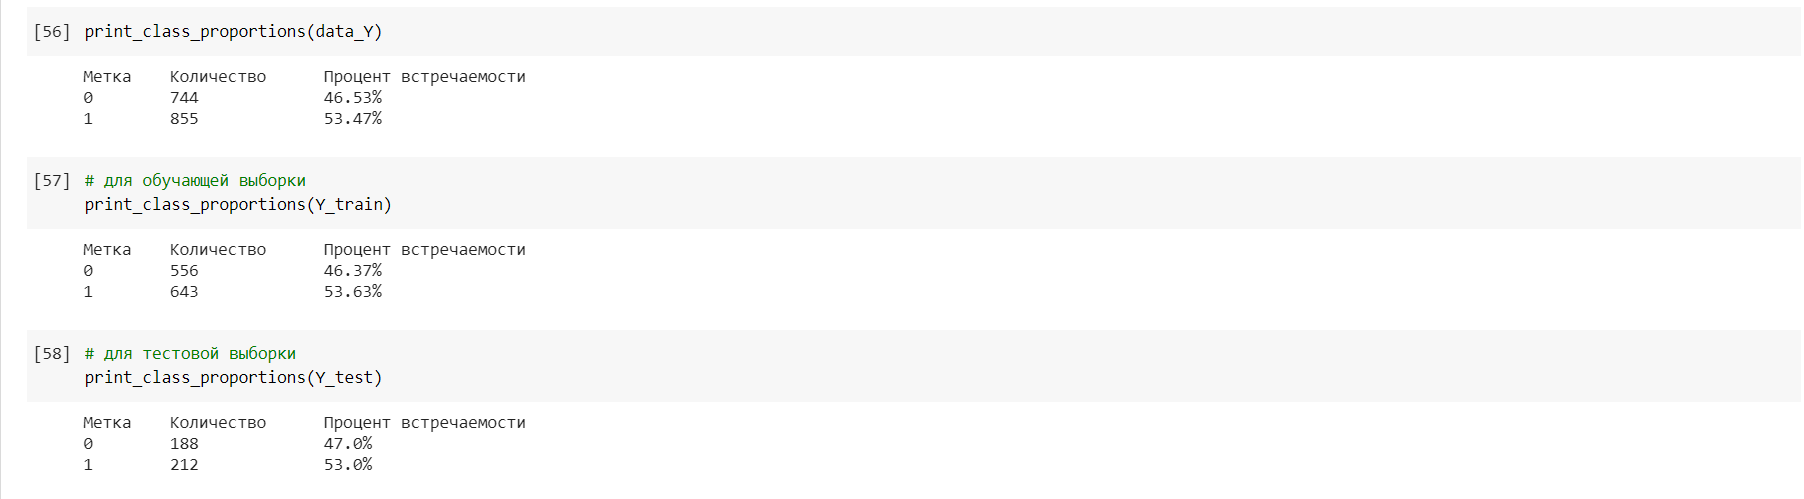 [56] print_class_proportions(data_Y)
Метка Количество Процент встречаемости
0 744 46.53%
1 855 53.47%
[57] # для обучающей выборки
print_class_proportions(Y_train)
Метка Количество Процент встречаемости
0 556 46.37%
1 643 53.63%
[58] # для тестовой выборки
print_class_proportions(Y_test)
Метка Количество Процент встречаемости
0 188 47.0%
1 212 53.0%